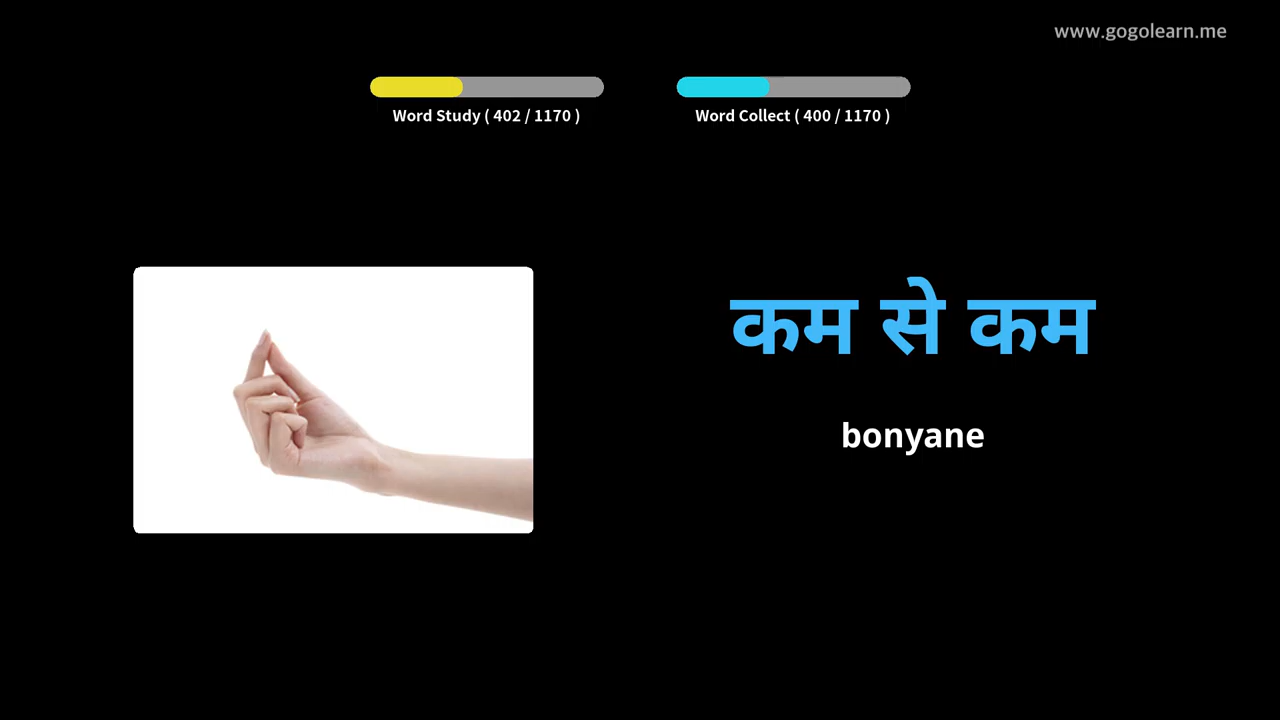 www.gogolearn.me
Word Study ( 402 / 1170 )
Word Collect ( 400 / 1170 )
कम से कम
bonyane